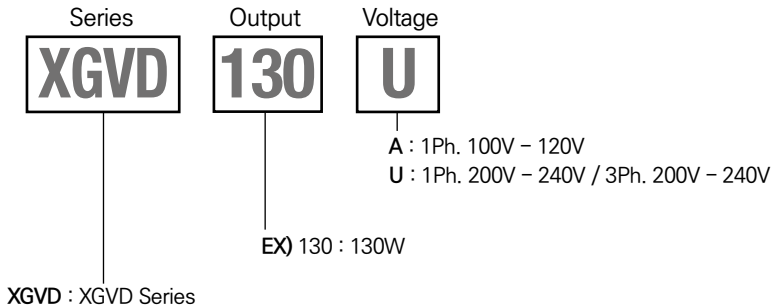 Series Output Voltage
XGVD 130 U
A : 1Ph. 100V – 120V
U : 1Ph. 200V – 240V / 3Ph. 200V – 240V
EX) 130 : 130W
XGVD : XGVD Series